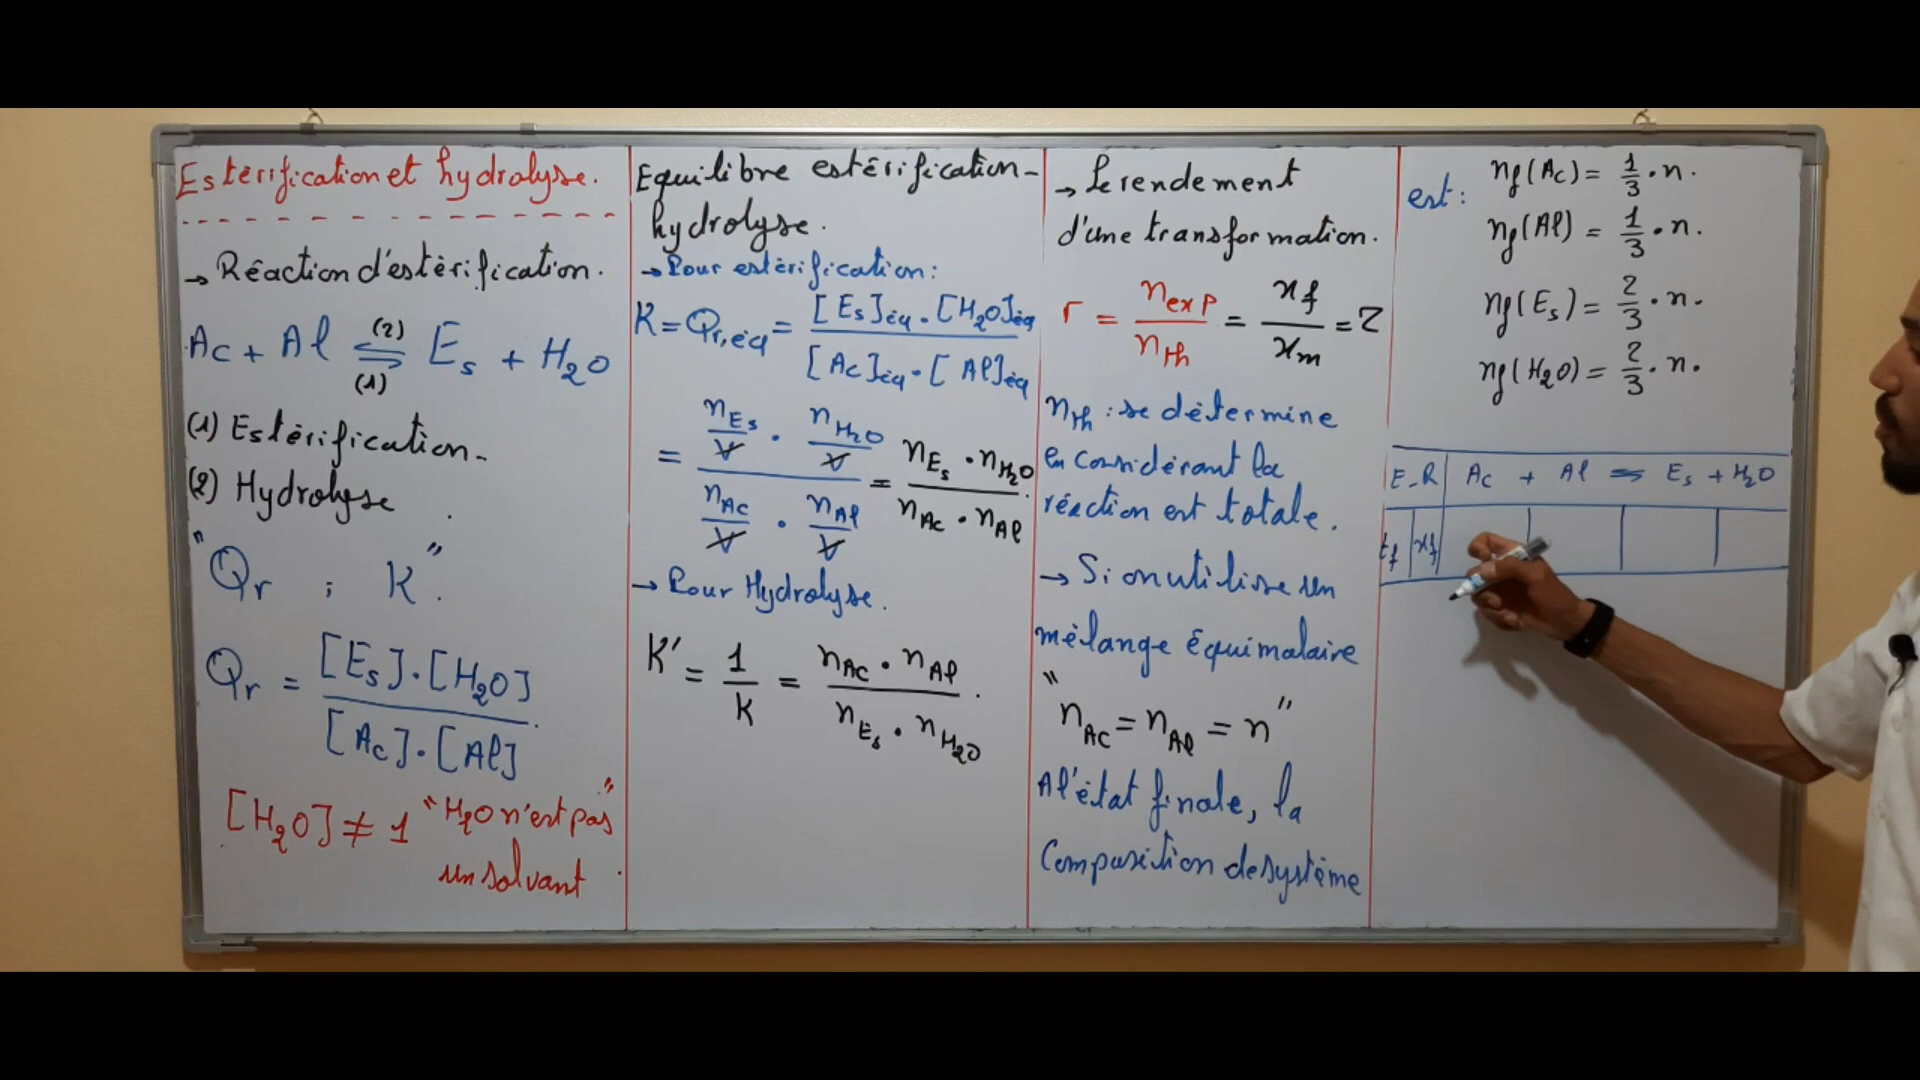 Estérification et hydrolyse.
→ Réaction d'estérification.
Ac + Al ⇌ Es + H₂O
(2)
(1)
(1) Estérification.
(2) Hydrolyse
"Qr ; K".
Qr = [Es]·[H₂O] / [Ac]·[Al]
[H₂O] ≠ 1 "H₂O n'est pas
un solvant"
Equilibre estérification-
hydrolyse.
→ Pour estérification:
K = Qr,éq = [Es]éq·[H₂O]éq / [Ac]éq·[Al]éq
= (nEs/V · nH₂O/V) / (nAc/V · nAl/V) = nEs·nH₂O / nAc·nAl
→ Pour Hydrolyse.
K' = 1/K = nAc·nAl / nEs·nH₂O
→ Le rendement
d'une transformation.
r = nexp / nth = xf / xm = Z
nth : se détermine
en considérant la
réaction est totale.
→ Si on utilise un
mélange équimolaire
"nAc = nAl = n"
A l'état finale, la
Composition de système
est:
nf(Ac) = 1/3 · n.
nf(Al) = 1/3 · n.
nf(Es) = 2/3 · n.
nf(H₂O) = 2/3 · n.
E-R Ac + Al ⇌ Es + H₂O
tf xf